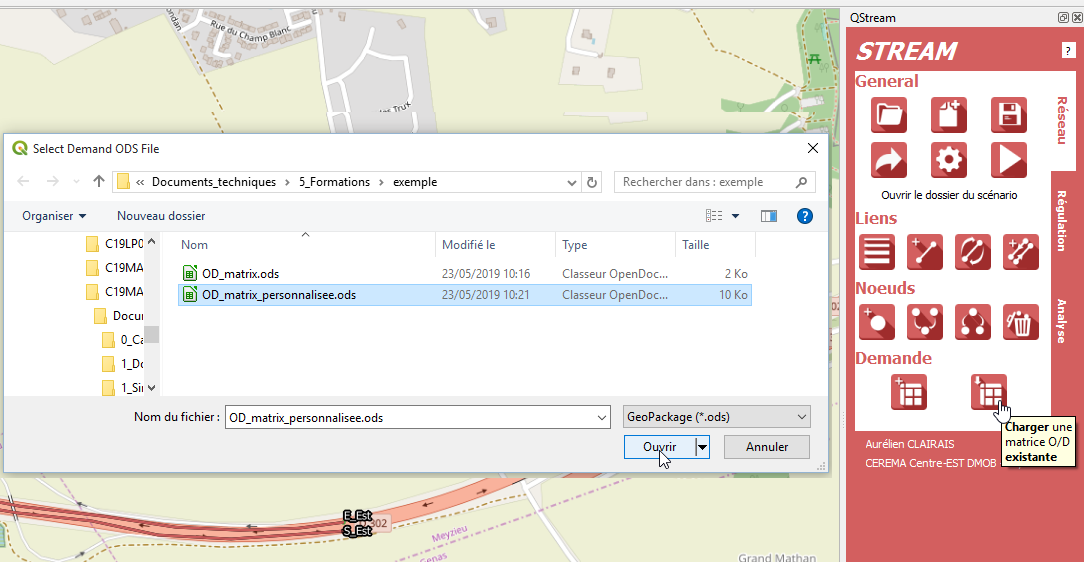 Rue du Champ Blanc
QStream
STREAM
?
General
Réseau
Ouvrir le dossier du scénario
Régulation
Liens
Noeuds
Analyse
Demande
Charger une
matrice O/D
existante
Aurélien CLAIRAIS
CEREMA Centre-EST DMOB
Select Demand ODS File
« Documents_techniques › 5_Formations › exemple
Rechercher dans : exemple
Organiser
Nouveau dossier
?
Nom
Modifié le
Type
Taille
OD_matrix.ods
23/05/2019 10:16
Classeur OpenDoc...
2 Ko
OD_matrix_personnalisee.ods
23/05/2019 10:21
Classeur OpenDoc...
10 Ko
C19LP0
C19MA
C19MA
Docu
0_Ca
1_Do
1_Sir
Nom du fichier :
OD_matrix_personnalisee.ods
GeoPackage (*.ods)
Ouvrir
Annuler
E_Est
S_Est
302
Meyzieu
Genas
Grand Mathan